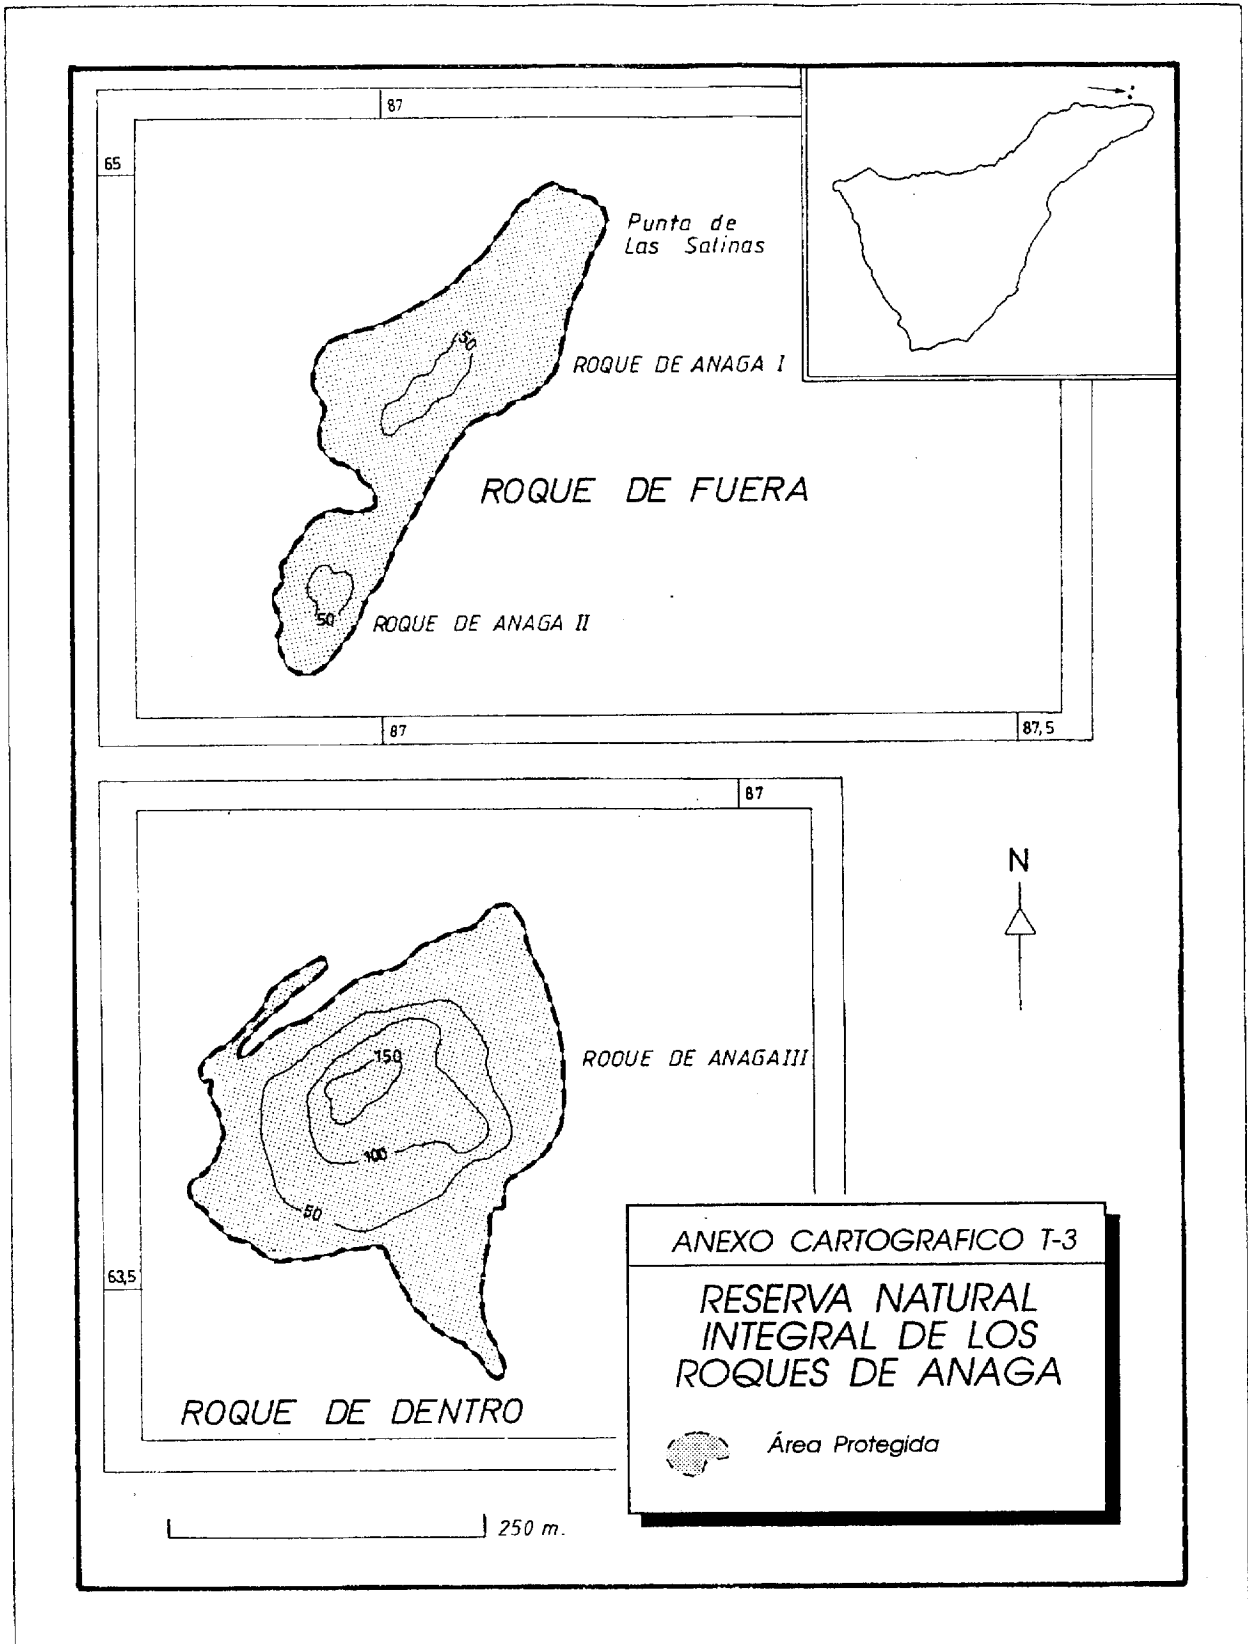 87
65
Punta de
Las Salinas
50
ROQUE DE ANAGA I
ROQUE DE FUERA
50
ROQUE DE ANAGA II
87
87,5
87
N
150
ROQUE DE ANAGA III
100
50
63,5
ROQUE DE DENTRO
250 m.
ANEXO CARTOGRAFICO T-3
RESERVA NATURAL
INTEGRAL DE LOS
ROQUES DE ANAGA
Área Protegida